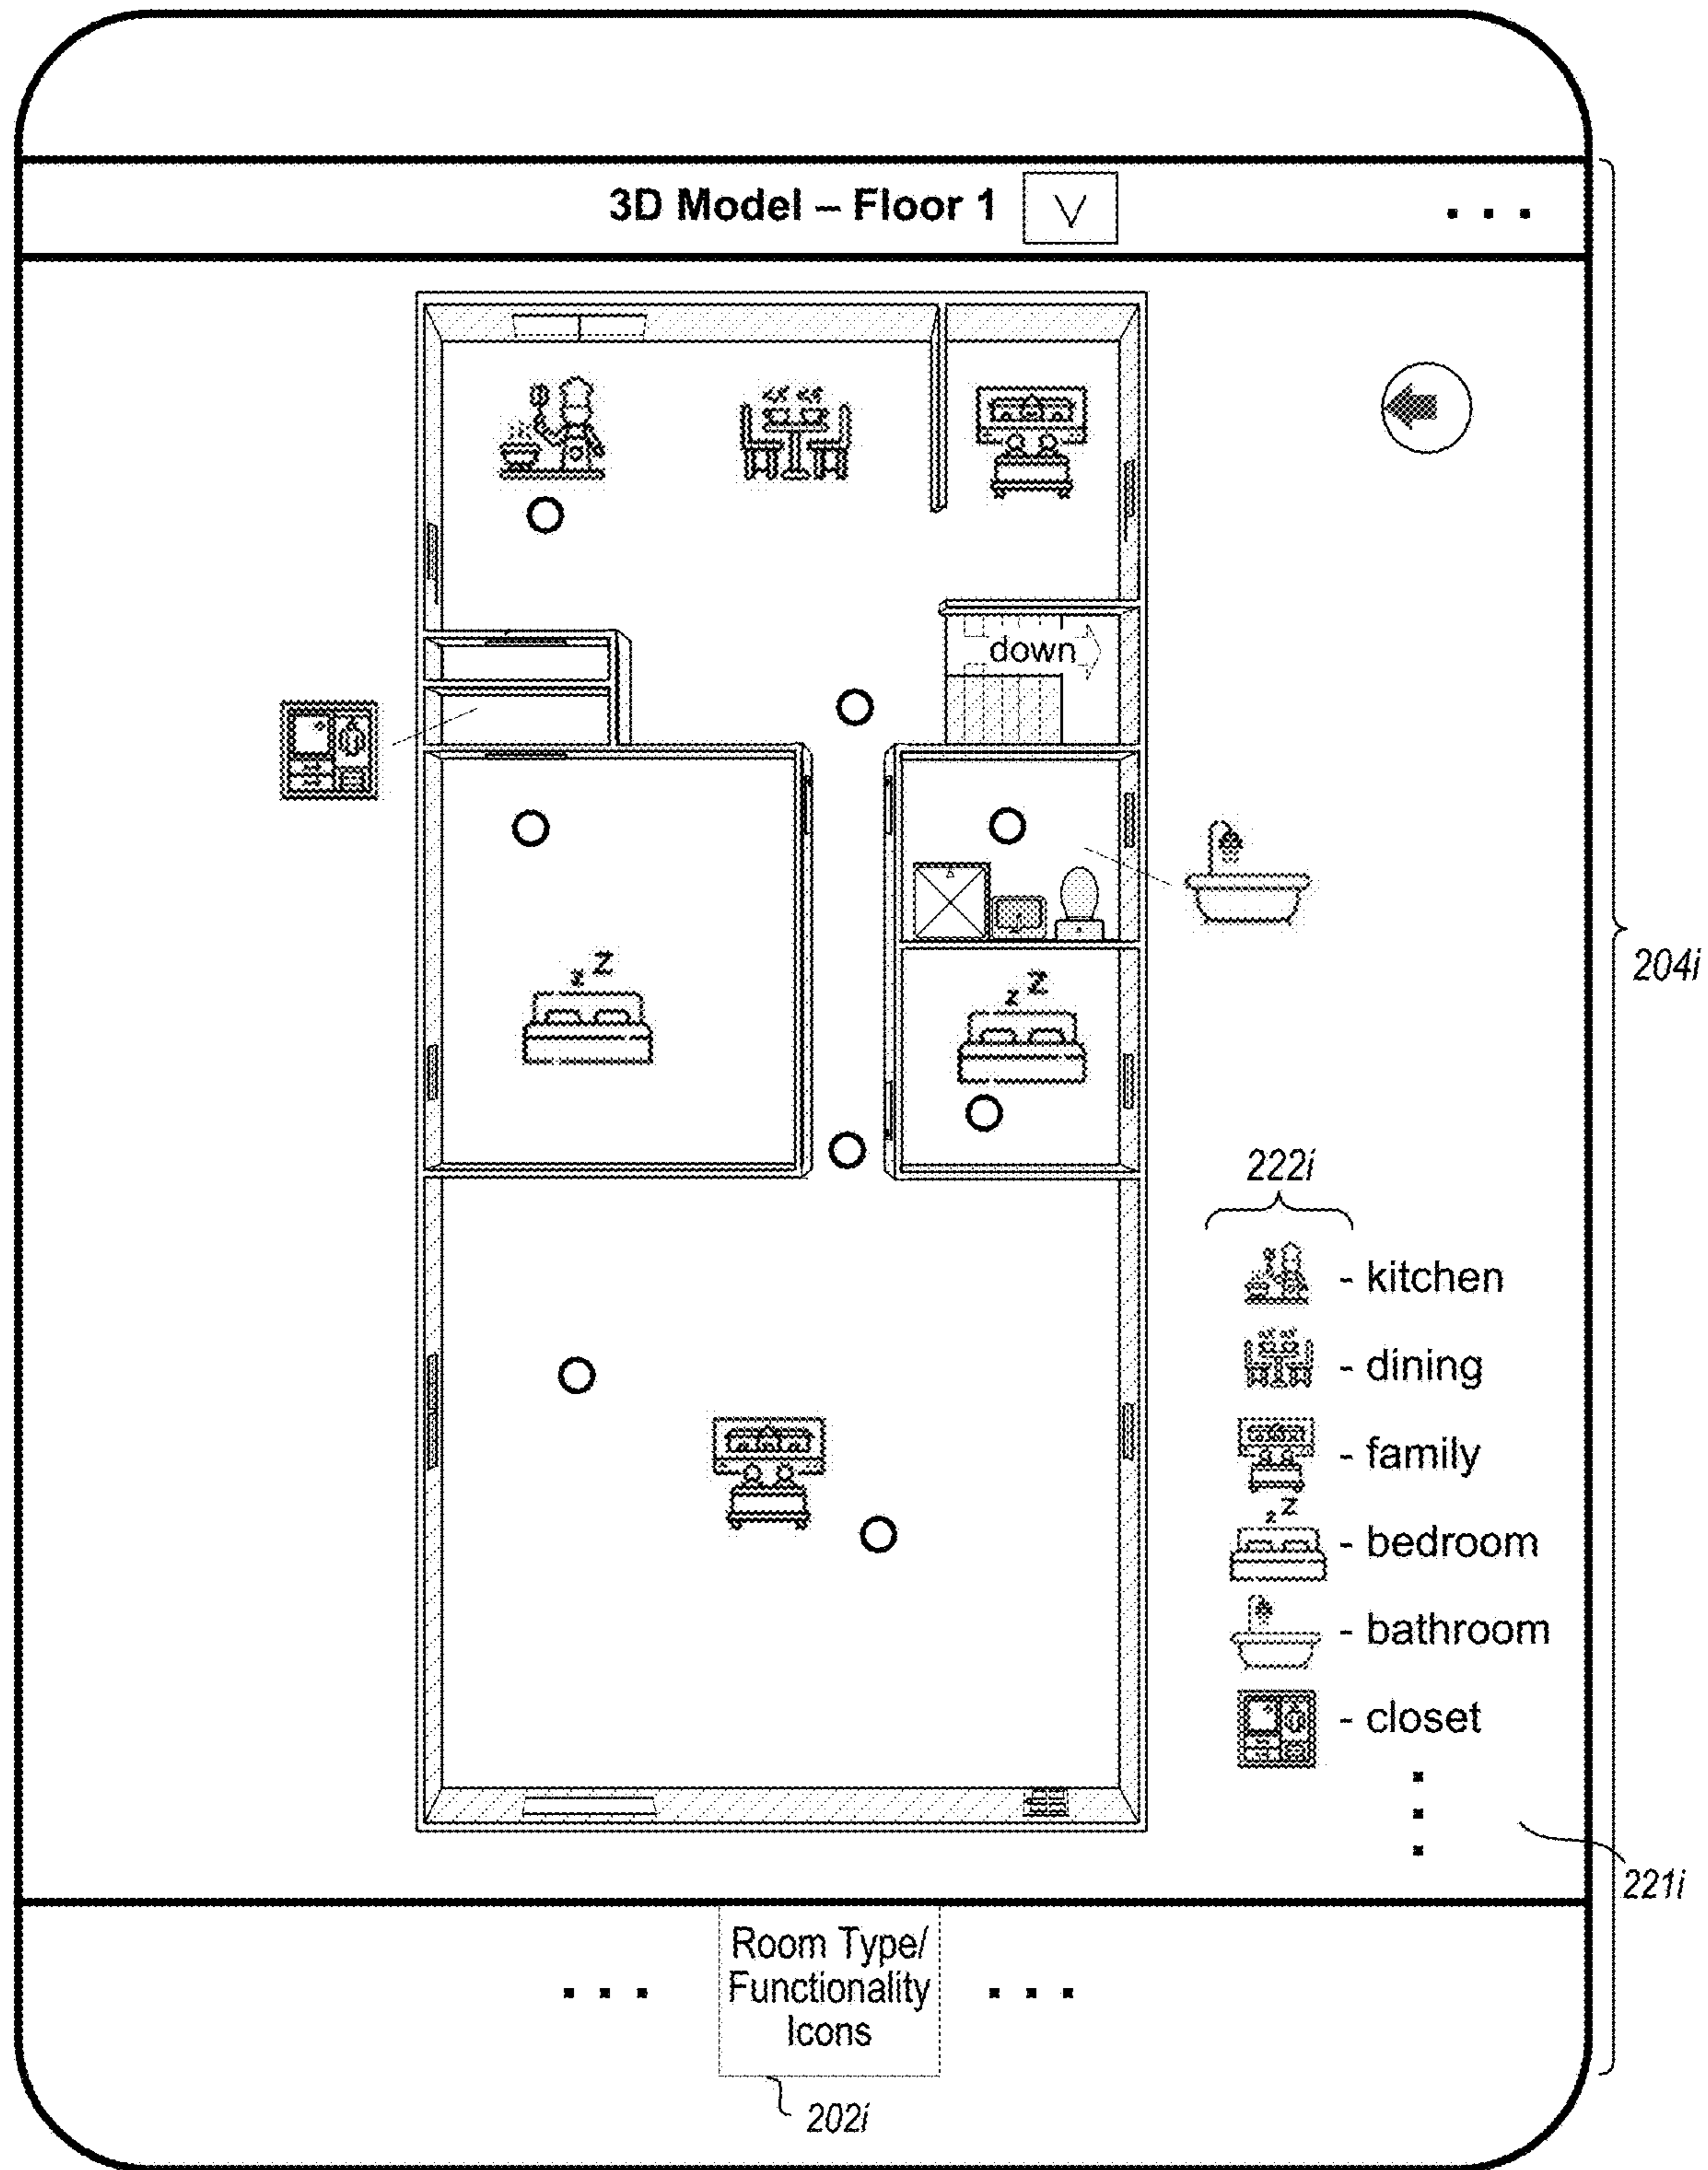 3D Model – Floor 1 V . . .
down
z Z
z Z
204i
222i
- kitchen
- dining
- family
z Z
- bedroom
- bathroom
- closet
221i
. . . Room Type/
Functionality
Icons . . .
202i